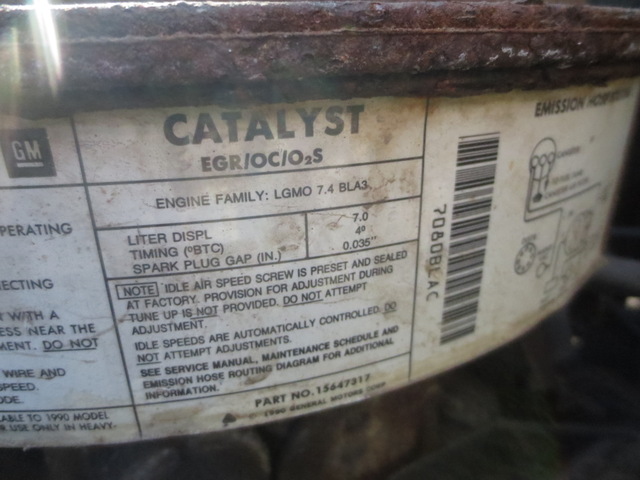 GM
PERATING
ECTING
T WITH A
ESS NEAR THE
MENT. DO NOT
WIRE AND
SPEED.
ODE.
ABLE TO 1990 MODEL
R USE ONLY IN HEAVY-
CATALYST
EGR/OC/O₂S
ENGINE FAMILY: LGMO 7.4 BLA3
LITER DISPL 7.0
TIMING (ºBTC) 4º
SPARK PLUG GAP (IN.) 0.035"
NOTE IDLE AIR SPEED SCREW IS PRESET AND SEALED
AT FACTORY. PROVISION FOR ADJUSTMENT DURING
TUNE UP IS NOT PROVIDED. DO NOT ATTEMPT
ADJUSTMENT.
IDLE SPEEDS ARE AUTOMATICALLY CONTROLLED. DO
NOT ATTEMPT ADJUSTMENTS.
SEE SERVICE MANUAL, MAINTENANCE SCHEDULE AND
EMISSION HOSE ROUTING DIAGRAM FOR ADDITIONAL
INFORMATION.
PART NO. 15647317
© 1990 GENERAL MOTORS CORP
7080BLAC
EMISSION HOSE